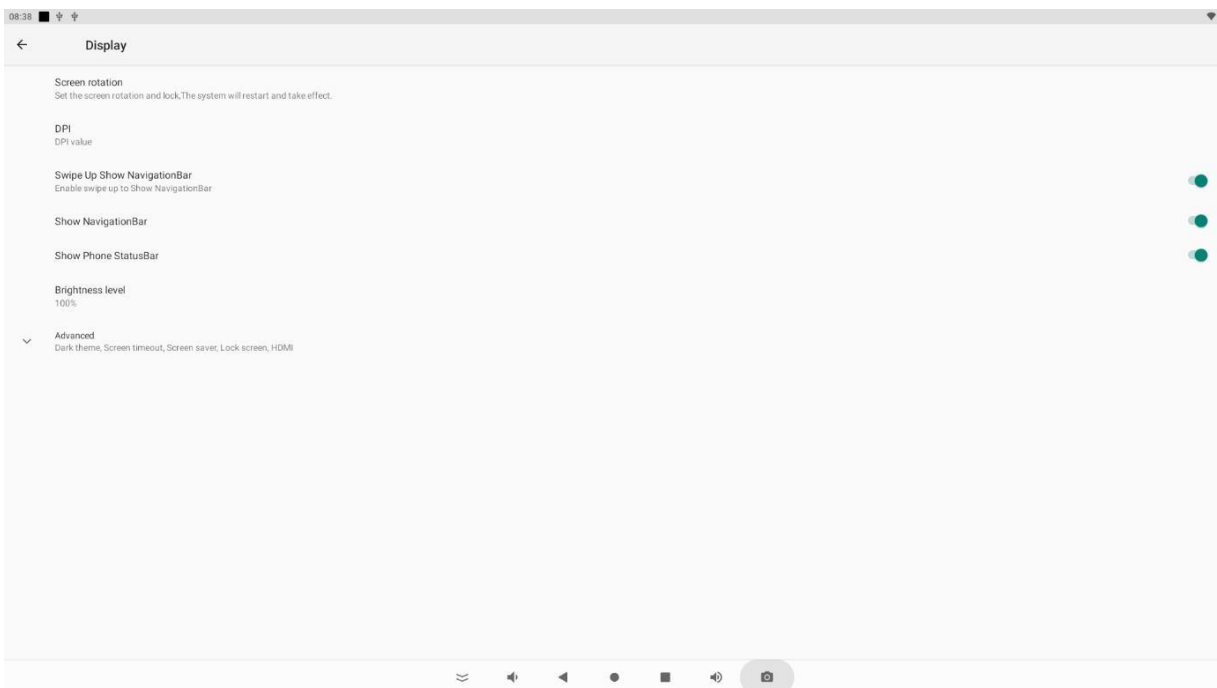 08:38
Display
Screen rotation
Set the screen rotation and lock,The system will restart and take effect.
DPI
DPI value
Swipe Up Show NavigationBar
Enable swipe up to Show NavigationBar
Show NavigationBar
Show Phone StatusBar
Brightness level
100%
Advanced
Dark theme, Screen timeout, Screen saver, Lock screen, HDMI